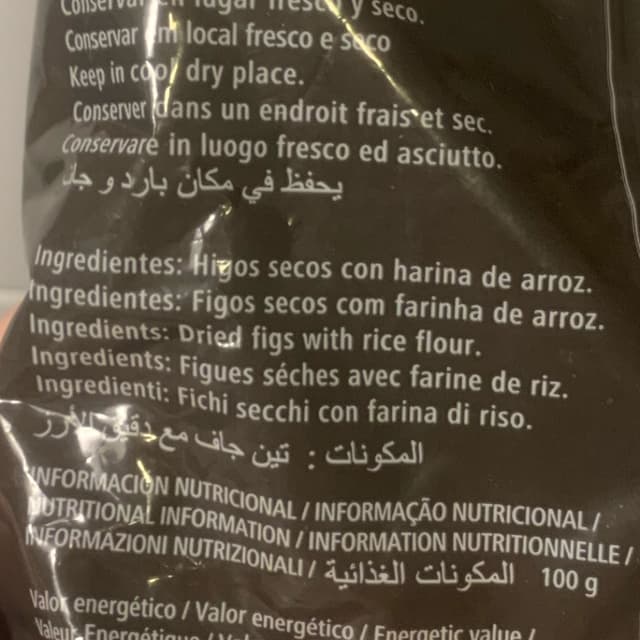 Conservar en lugar fresco y seco.
Conservar em local fresco e seco
Keep in cool dry place.
Conserver dans un endroit frais et sec.
Conservare in luogo fresco ed asciutto.
يحفظ في مكان بارد و جاف
Ingredientes: Higos secos con harina de arroz.
Ingredientes: Figos secos com farinha de arroz.
Ingredients: Dried figs with rice flour.
Ingredients: Figues séches avec farine de riz.
Ingredienti: Fichi secchi con farina di riso.
المكونات : تين جاف مع دقيق الأرز
INFORMACIÓN NUTRICIONAL / INFORMAÇÃO NUTRICIONAL /
NUTRITIONAL INFORMATION / INFORMATION NUTRITIONNELLE /
INFORMAZIONI NUTRIZIONALI / المكونات الغذائية 100 g
Valor energético / Valor energético / Energetic value /
Valeur Energétique /